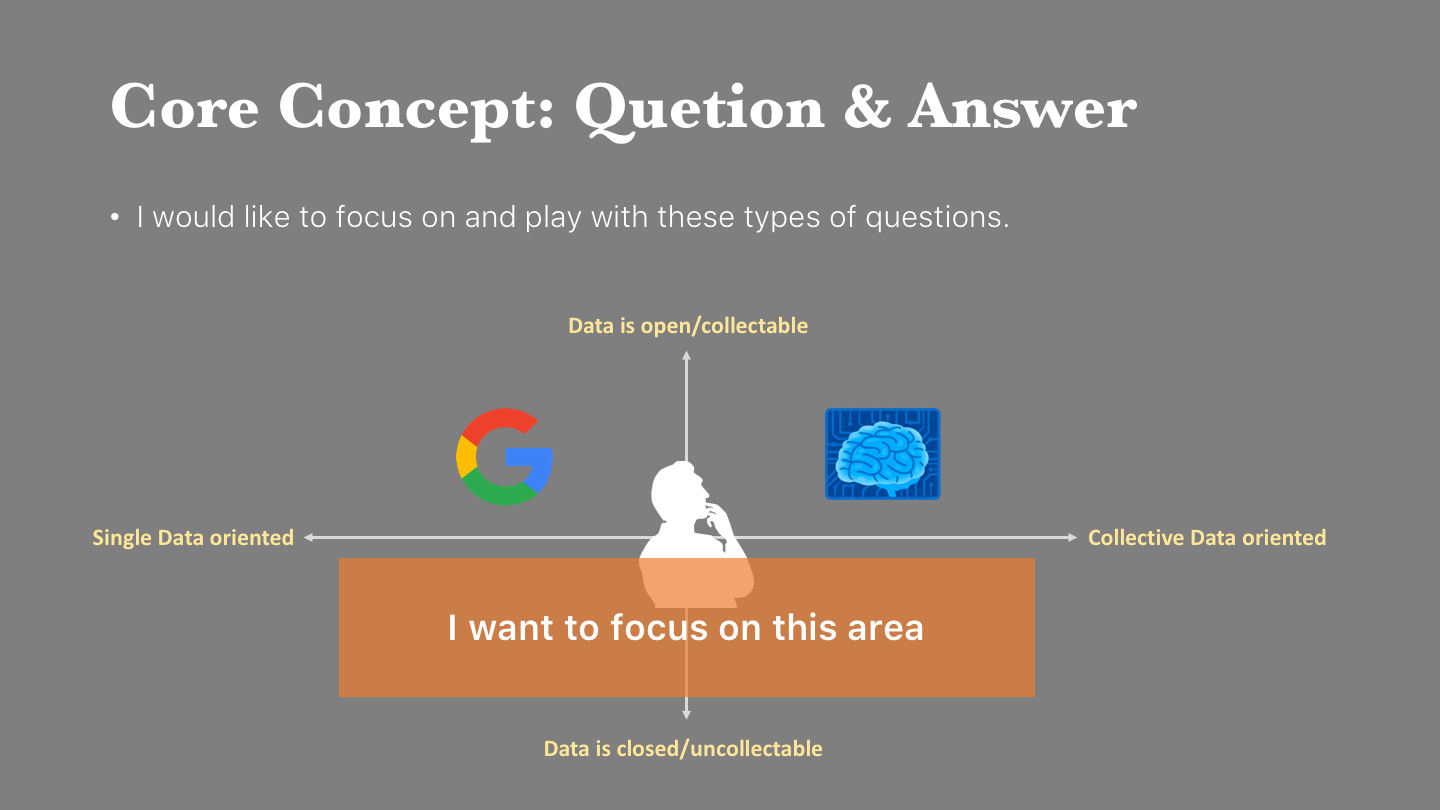 Core Concept: Quetion & Answer
• I would like to focus on and play with these types of questions.
Data is open/collectable
Single Data oriented
Collective Data oriented
I want to focus on this area
Data is closed/uncollectable